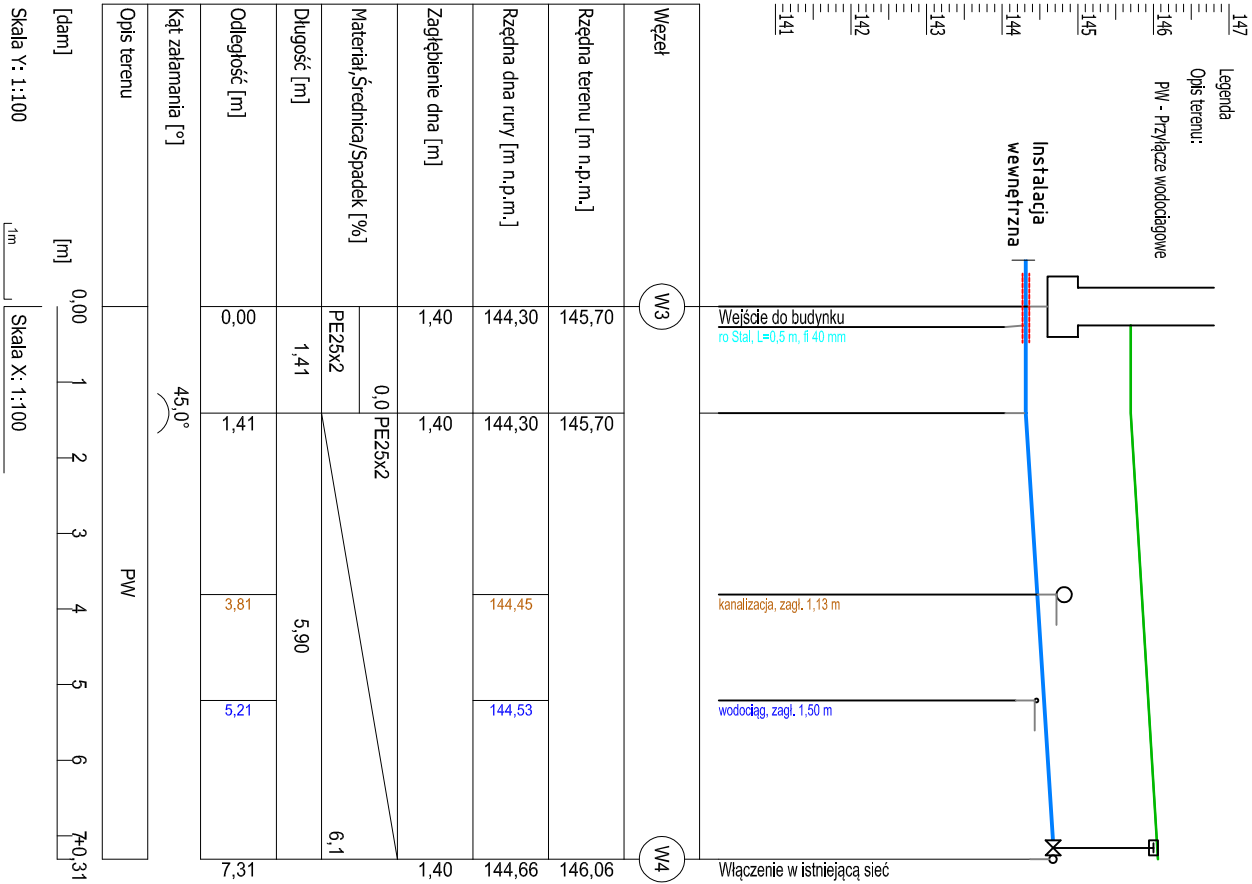 Legenda
Opis terenu:
PW - Przyłącze wodociągowe
147
146
145
144
143
142
141
Instalacja
wewnętrzna
Wejście do budynku
ro Stal, L=0,5 m, fi 40 mm
kanalizacja, zagł. 1,13 m
wodociąg, zagł. 1,50 m
Włączenie w istniejącą sieć
Węzeł
W3
W4
Rzędna terenu [m n.p.m.]
145,70
145,70
146,06
Rzędna dna rury [m n.p.m.]
144,30
144,30
144,45
144,53
144,66
Zagłębienie dna [m]
1,40
1,40
1,40
Materiał,Średnica/Spadek [%]
0,0
PE25x2
PE25x2
6,1
Długość [m]
1,41
5,90
Odległość [m]
0,00
1,41
3,81
5,21
7,31
Kąt załamania [°]
45,0°
Opis terenu
PW
[dam]
[m]
0,00
1
2
3
4
5
6
7+0,31
Skala Y: 1:100
1m
Skala X: 1:100